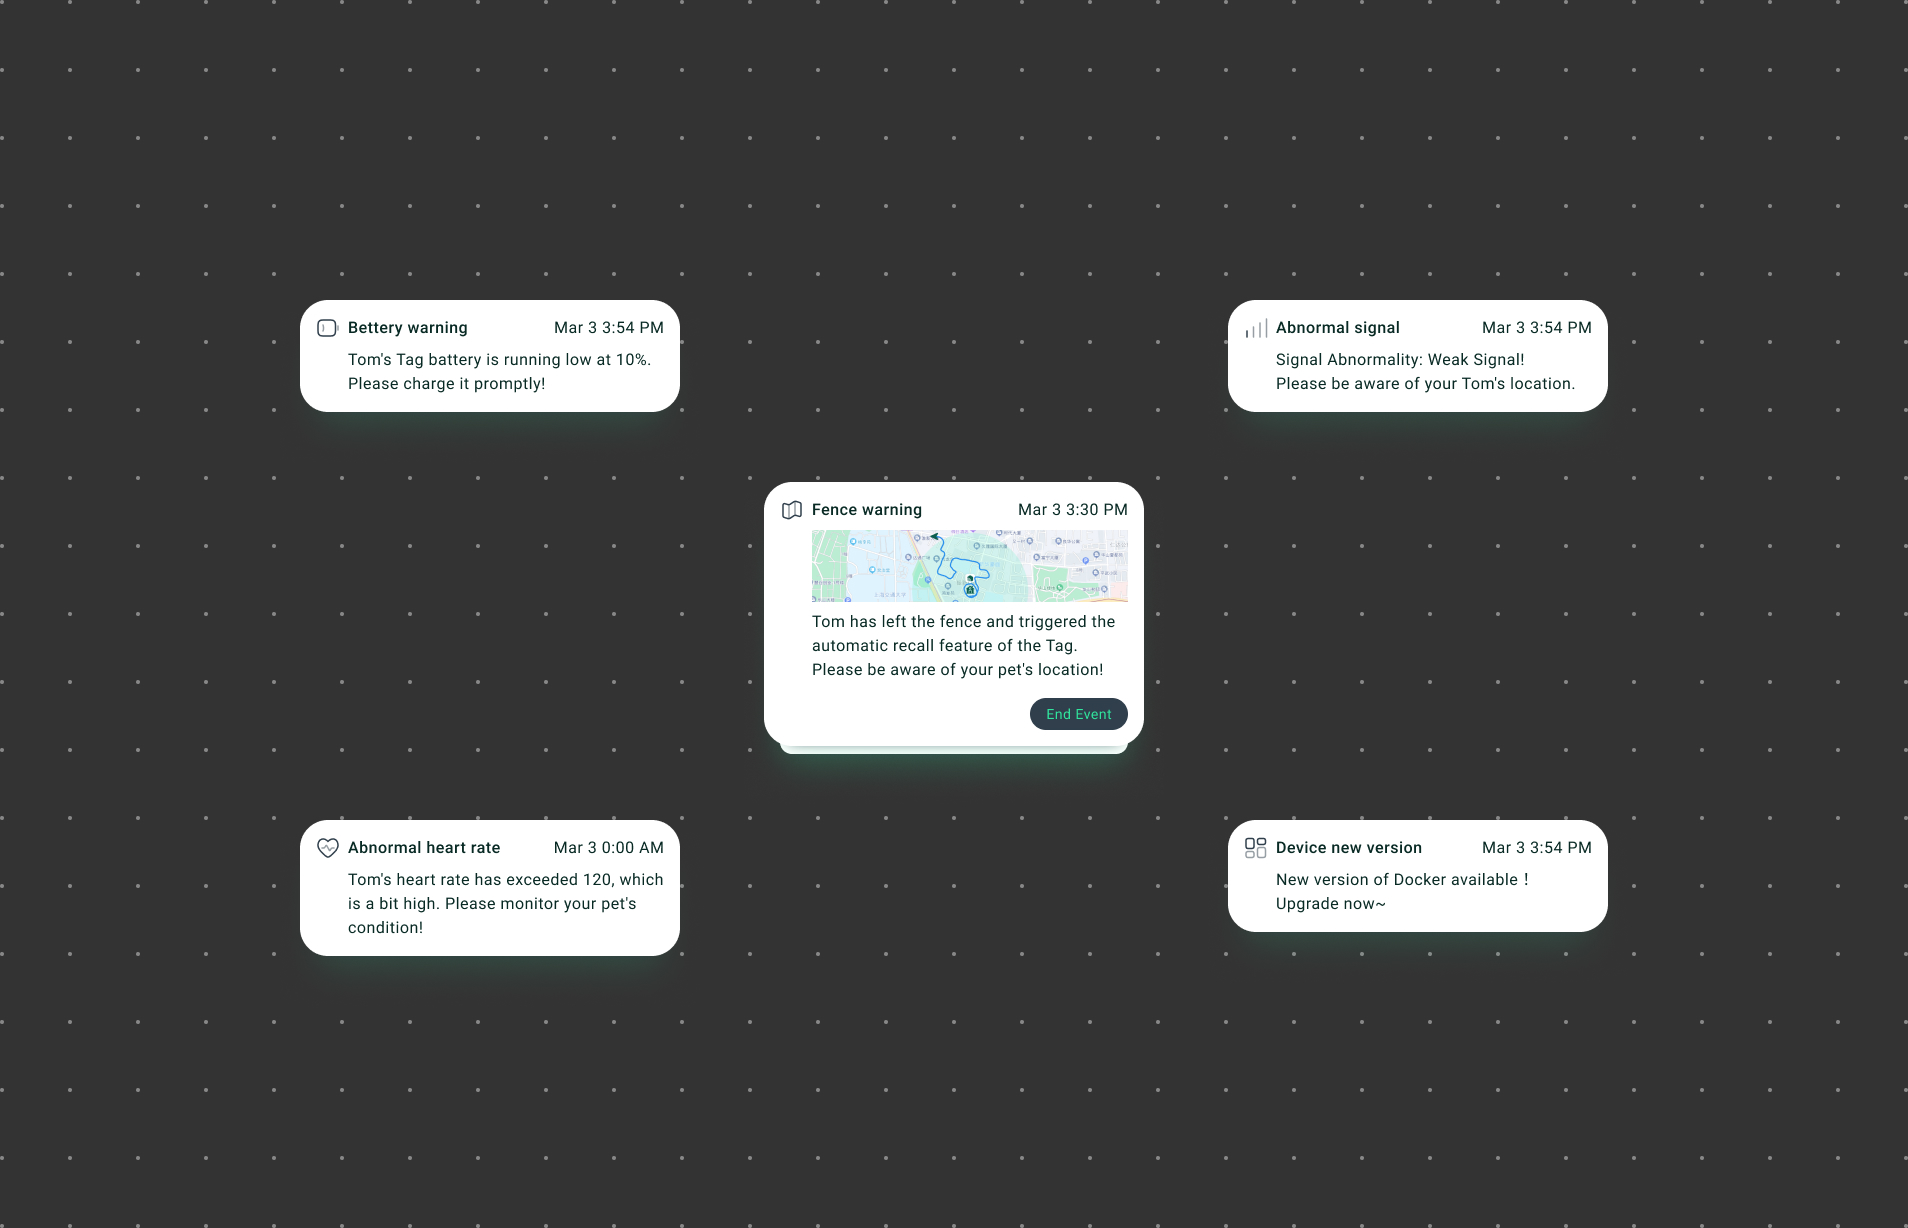 Bettery warning
Mar 3 3:54 PM
Tom's Tag battery is running low at 10%.
Please charge it promptly!
Abnormal signal
Mar 3 3:54 PM
Signal Abnormality: Weak Signal!
Please be aware of your Tom's location.
Fence warning
Mar 3 3:30 PM
Tom has left the fence and triggered the
automatic recall feature of the Tag.
Please be aware of your pet's location!
End Event
Abnormal heart rate
Mar 3 0:00 AM
Tom's heart rate has exceeded 120, which
is a bit high. Please monitor your pet's
condition!
Device new version
Mar 3 3:54 PM
New version of Docker available！
Upgrade now~